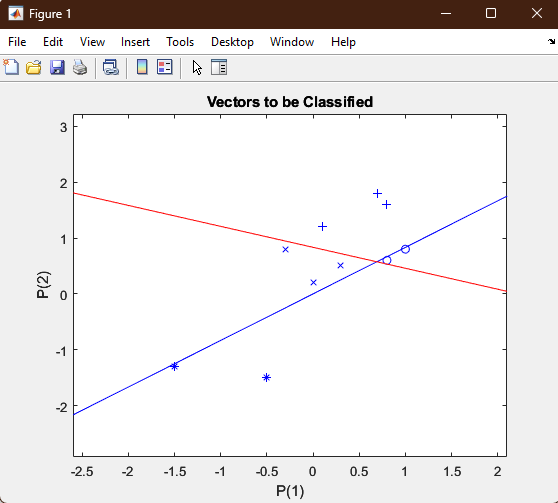 Figure 1
File Edit View Insert Tools Desktop Window Help
Vectors to be Classified
3
2
1
0
-1
-2
P(2)
-2.5 -2 -1.5 -1 -0.5 0 0.5 1 1.5 2
P(1)